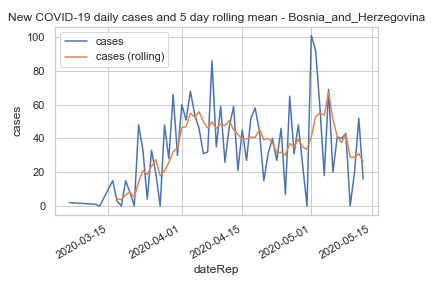 New COVID-19 daily cases and 5 day rolling mean - Bosnia_and_Herzegovina
cases
cases (rolling)
100
80
60
40
20
0
cases
2020-03-15
2020-04-01
2020-04-15
2020-05-01
2020-05-15
dateRep